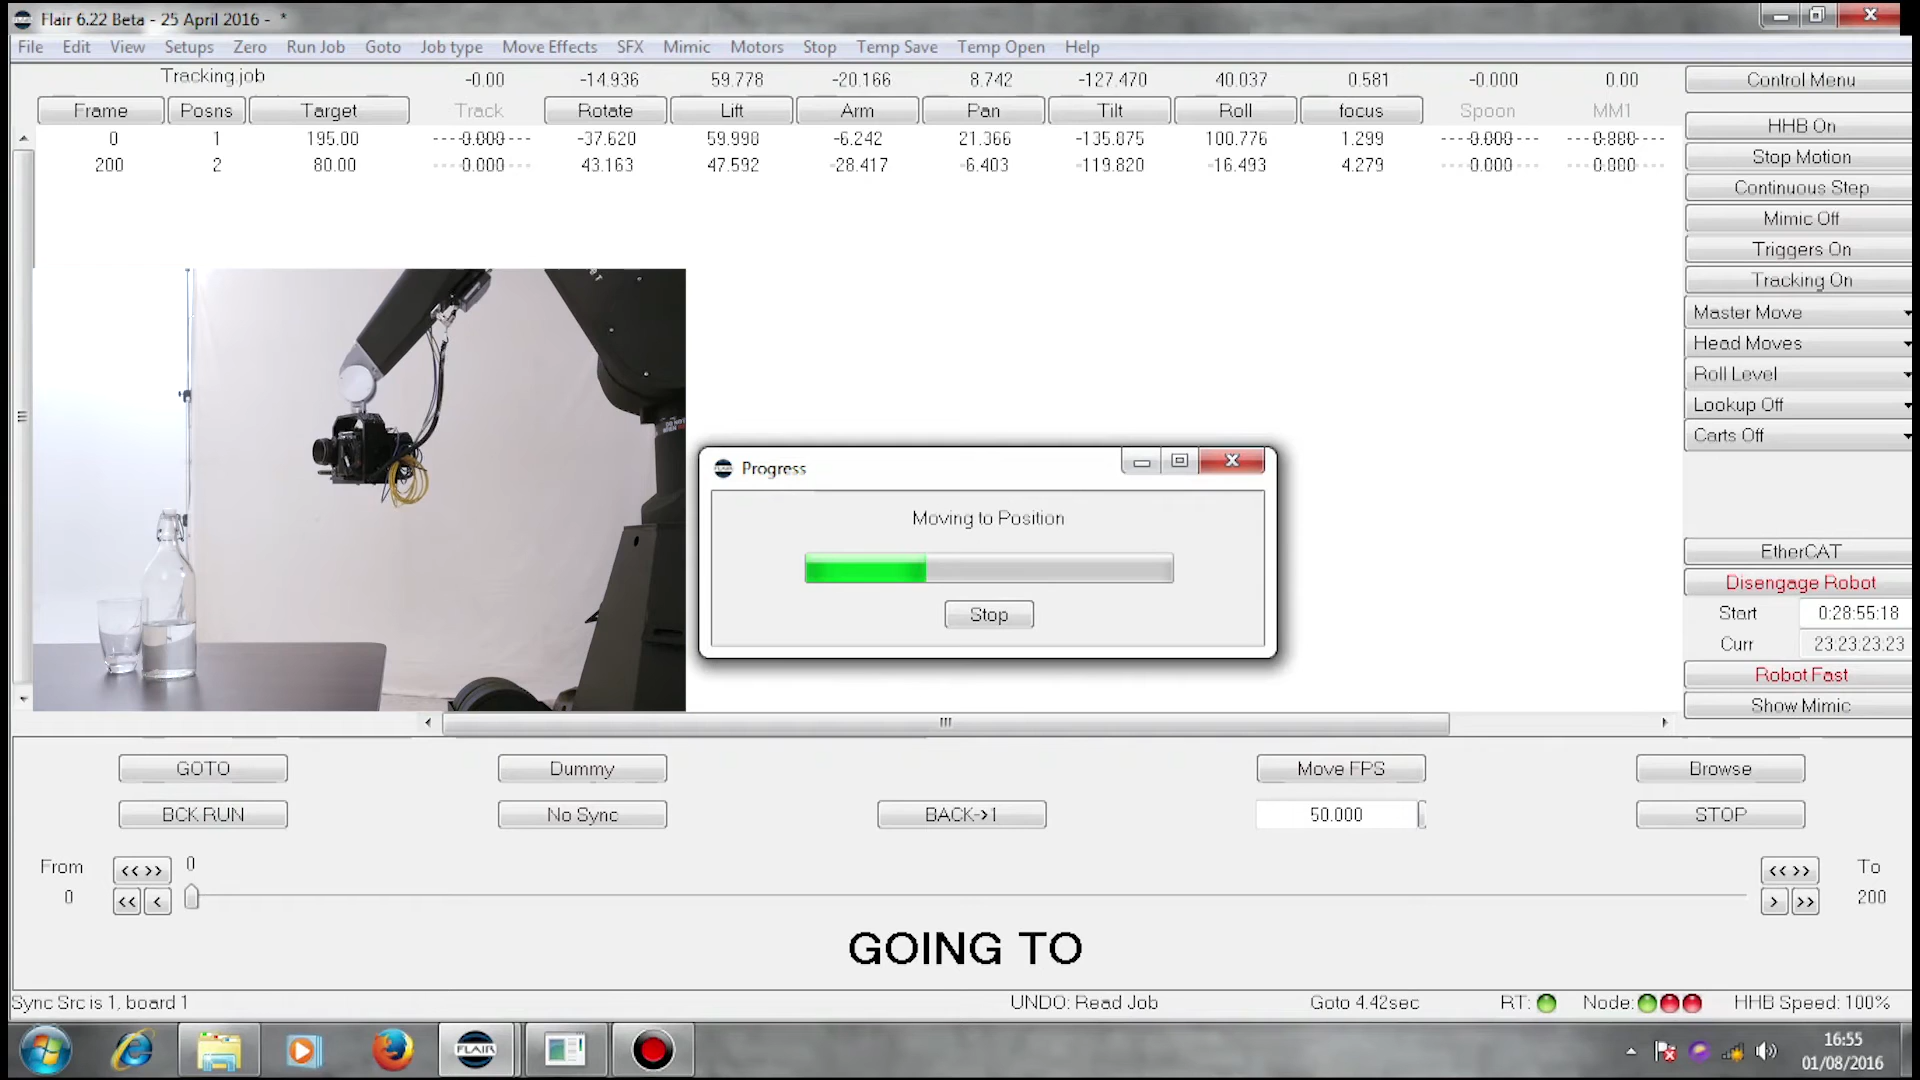 Flair 6.22 Beta - 25 April 2016 - *
File Edit View Setups Zero Run Job Goto Job type Move Effects SFX Mimic Motors Stop Temp Save Temp Open Help
Tracking.job -0.00 -14.936 59.778 -20.166 8.742 -127.470 40.037 0.581 -0.000 0.00
Frame Posns Target Track Rotate Lift Arm Pan Tilt Roll focus Spoon MM1
0 1 195.00 0.000 -37.620 59.998 -6.242 21.366 -135.875 100.776 1.299 0.000 0.880
200 2 80.00 0.000 43.163 47.592 -28.417 -6.403 -119.820 -16.493 4.279 0.000 0.880
Control Menu
HHB On
Stop Motion
Continuous Step
Mimic Off
Triggers On
Tracking On
Master Move
Head Moves
Roll Level
Lookup Off
Carts Off
EtherCAT
Disengage Robot
Start 0:28:55:18
Curr 23:23:23:23
Robot Fast
Show Mimic
Progress
Moving to Position
Stop
GOTO Dummy Move FPS Browse
BCK RUN No Sync BACK->1 50.000 STOP
From << >> 0 << >> To
0 << < > >> 200
GOING TO
Sync Src is 1, board 1 UNDO: Read Job Goto 4.42sec RT: Node: HHB Speed: 100%
FLAIR
16:55
01/08/2016